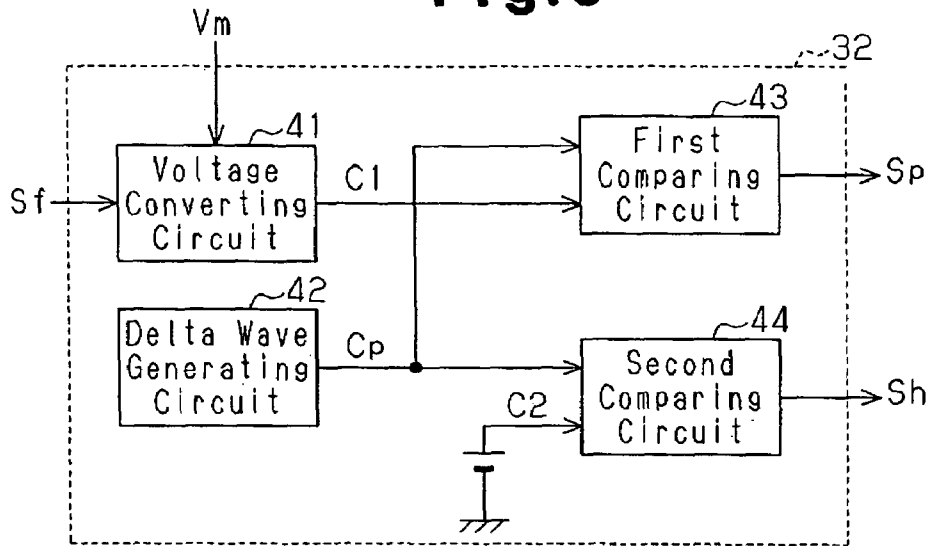 Vm
32
41
43
Voltage
Converting
Circuit
C1
First
Comparing
Circuit
Sf
Sp
42
44
Delta Wave
Generating
Circuit
Cp
C2
Second
Comparing
Circuit
Sh